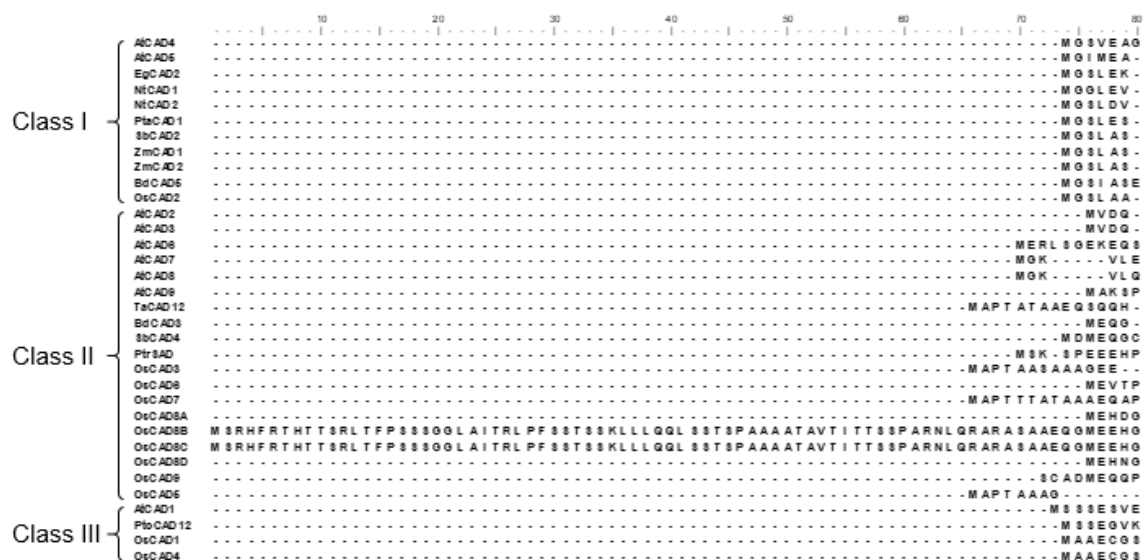 10 20 30 40 50 60 70 80
AtCAD4 MGSVEAG
AtCAD5 MGIMEA-
EgCAD2 MGSLEK-
NtCAD1 MGGLEV-
NtCAD2 MGSLDV-
Class I PtaCAD1 MGSLES-
SbCAD2 MGSLAS-
ZmCAD1 MGSLAS-
ZmCAD2 MGSLAS-
BdCAD5 MGSIASE
OsCAD2 MGSLAA-
AtCAD2 MVDQ-
AtCAD3 MVDQ-
AtCAD6 MERLSGEKEQS
AtCAD7 MGK-----VLE
AtCAD8 MGK-----VLQ
AtCAD9 MAKSP
TaCAD12 MAPTATAAEQSQQH-
BdCAD3 MEQG-
SbCAD4 MDMEQGC
Class II PtrSAD MSK-SPEEEHP
OsCAD3 MAPTAASAAAGEE--
OsCAD6 MEVTP
OsCAD7 MAPTTTATAAAEQAP
OsCAD8A MEHDG
OsCAD8B MSRHFRTHTTSRLTFPSSSGGLAITRLPFSSTSSKLLLQQLSSTSPAAAATAVTITTSSPARNLQRARASAAEQGMEEHG
OsCAD8C MSRHFRTHTTSRLTFPSSSGGLAITRLPFSSTSSKLLLQQLSSTSPAAAATAVTITTSSPARNLQRARASAAEQGMEEHG
OsCAD8D MEHNG
OsCAD9 SCADMEQQP
OsCAD5 MAPTAAAG-------
AtCAD1 MSSSESVE
Class III PtoCAD12 MSSEGVK
OsCAD1 MAAECGS
OsCAD4 MAAECGS